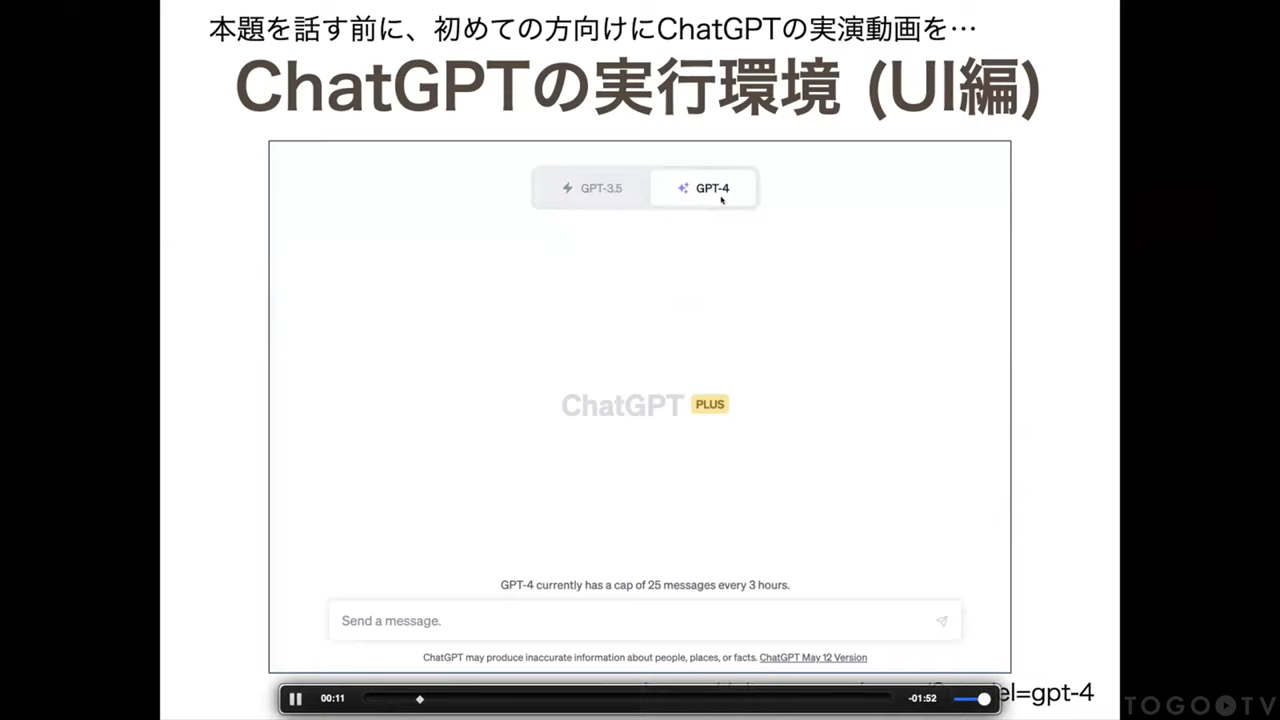 本題を話す前に、初めての方向けにChatGPTの実演動画を…
ChatGPTの実行環境 (UI編)
GPT-3.5
GPT-4
ChatGPT PLUS
GPT-4 currently has a cap of 25 messages every 3 hours.
Send a message.
ChatGPT may produce inaccurate information about people, places, or facts. ChatGPT May 12 Version
00:11
-01:52
el=gpt-4
TOGO TV